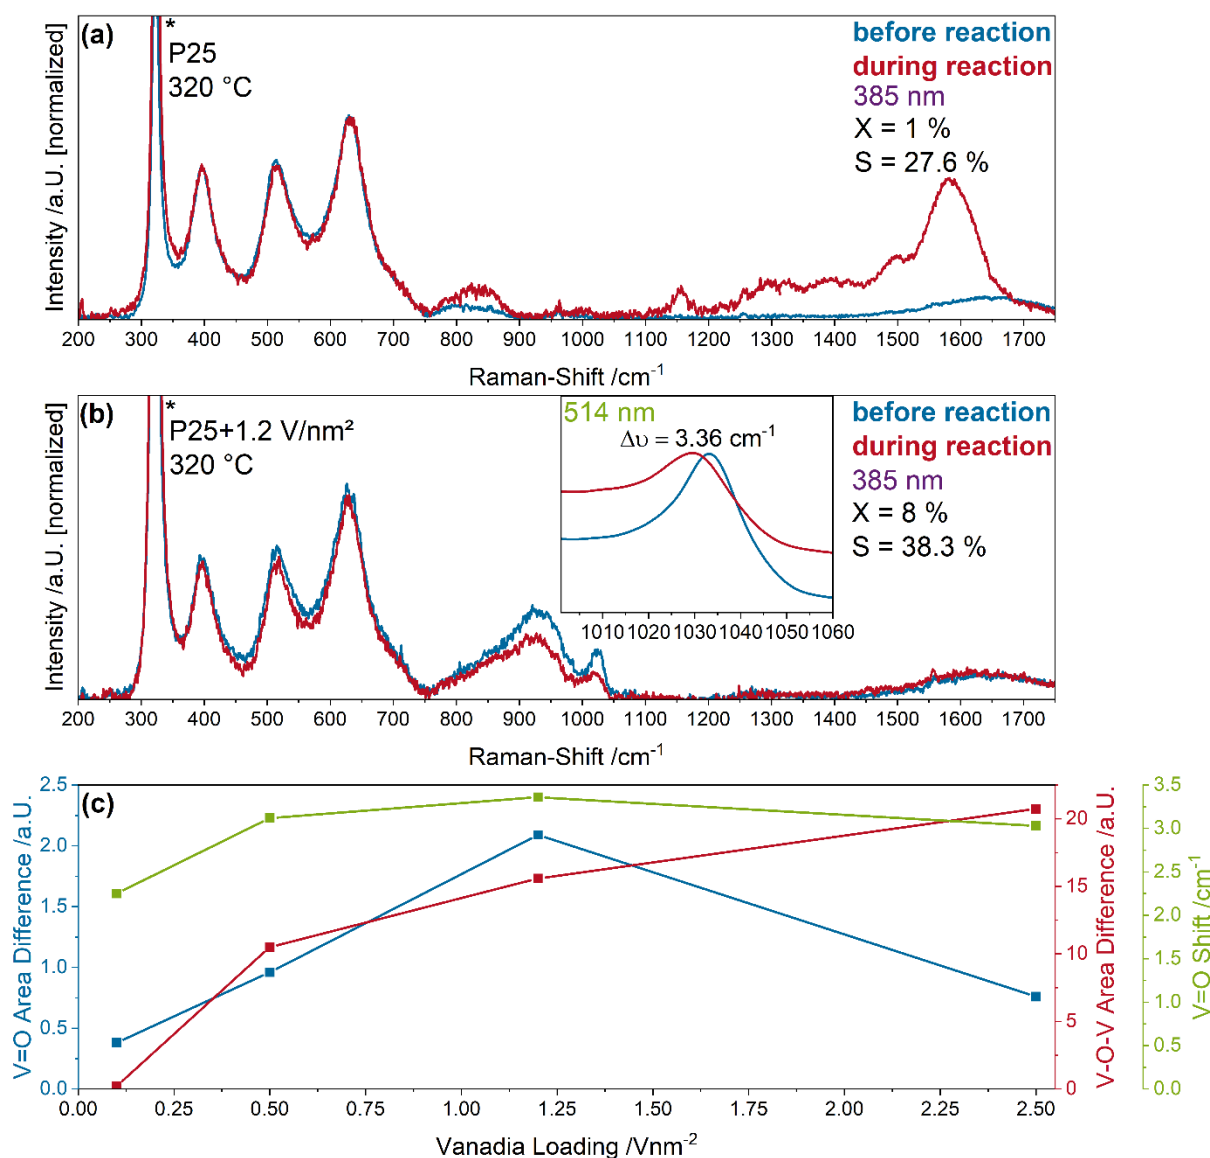 (a)
*
P25
320 °C
before reaction
during reaction
385 nm
X = 1 %
S = 27.6 %
Intensity /a.U. [normalized]
200 300 400 500 600 700 800 900 1000 1100 1200 1300 1400 1500 1600 1700
Raman-Shift /cm⁻¹
(b)
*
P25+1.2 V/nm²
320 °C
514 nm
Δυ = 3.36 cm⁻¹
1010 1020 1030 1040 1050 1060
before reaction
during reaction
385 nm
X = 8 %
S = 38.3 %
Intensity /a.U. [normalized]
200 300 400 500 600 700 800 900 1000 1100 1200 1300 1400 1500 1600 1700
Raman-Shift /cm⁻¹
(c)
V=O Area Difference /a.U.
2.5
2.0
1.5
1.0
0.5
0.0
V-O-V Area Difference /a.U.
20
15
10
5
0
V=O Shift /cm⁻¹
3.5
3.0
2.5
2.0
1.5
1.0
0.5
0.0
0.00 0.25 0.50 0.75 1.00 1.25 1.50 1.75 2.00 2.25 2.50
Vanadia Loading /Vnm⁻²